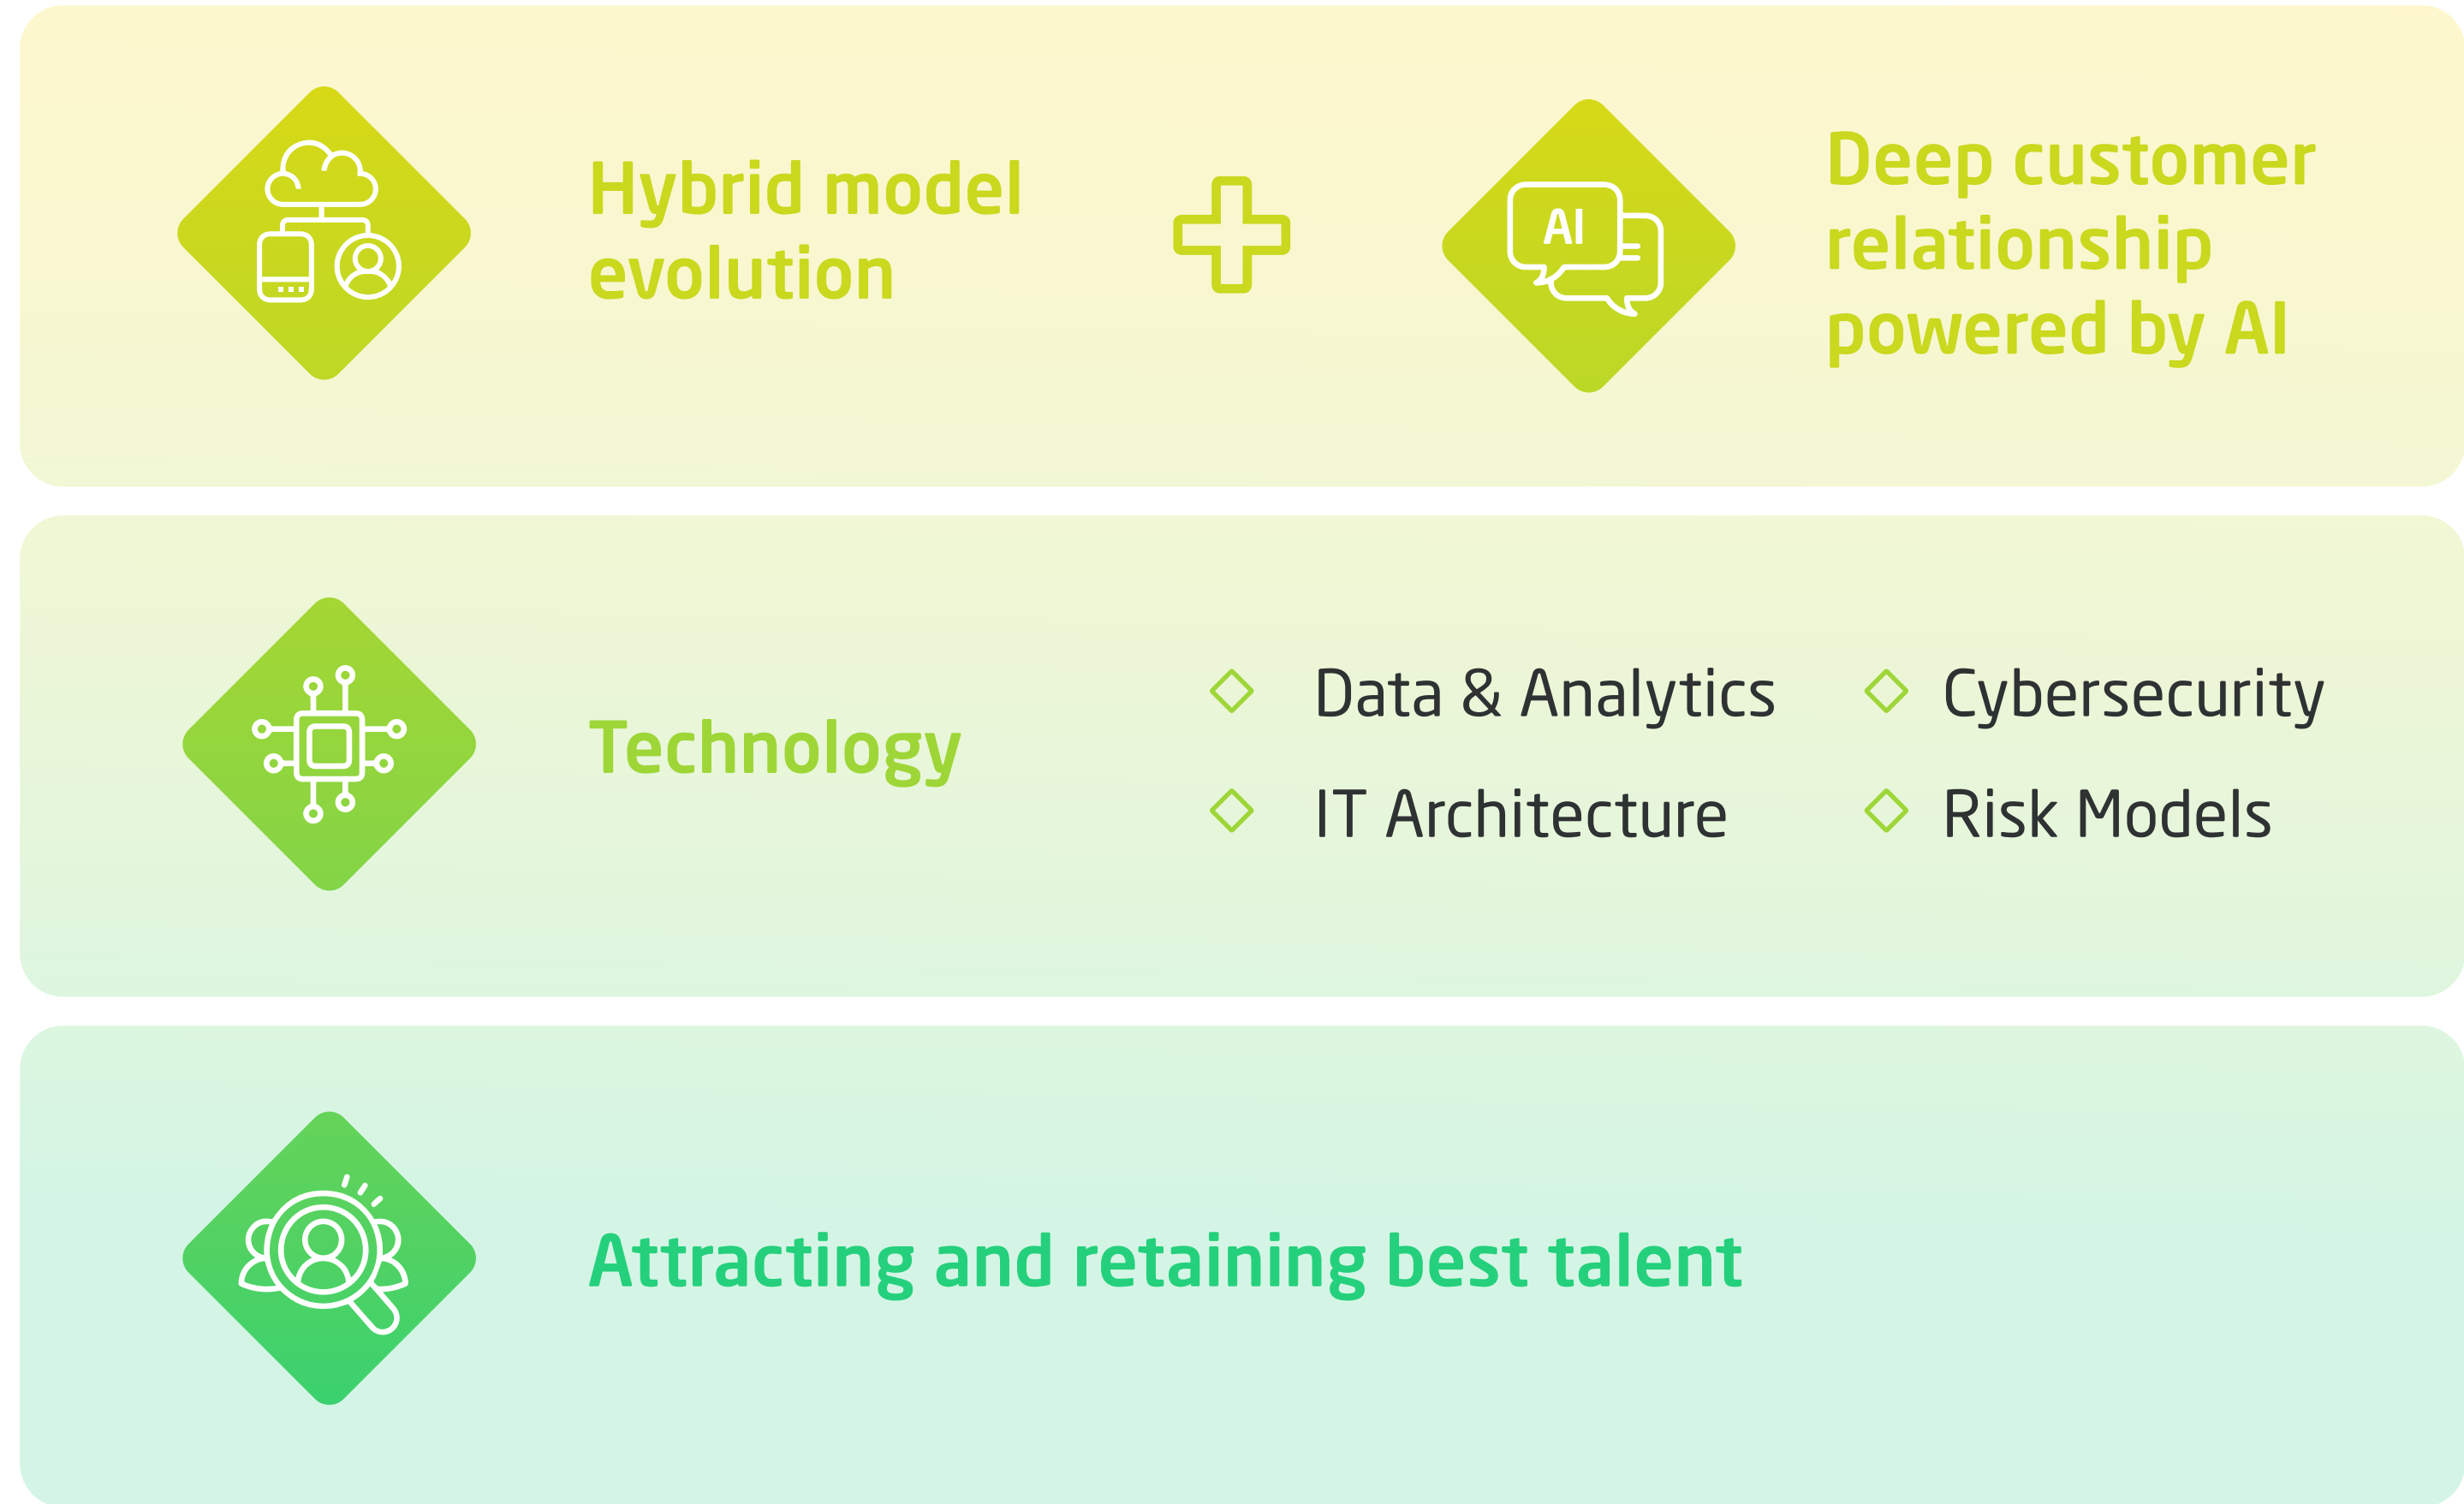 Hybrid model
evolution
AI
Deep customer
relationship
powered by AI
Technology
Data & Analytics
Cybersecurity
IT Architecture
Risk Models
Attracting and retaining best talent